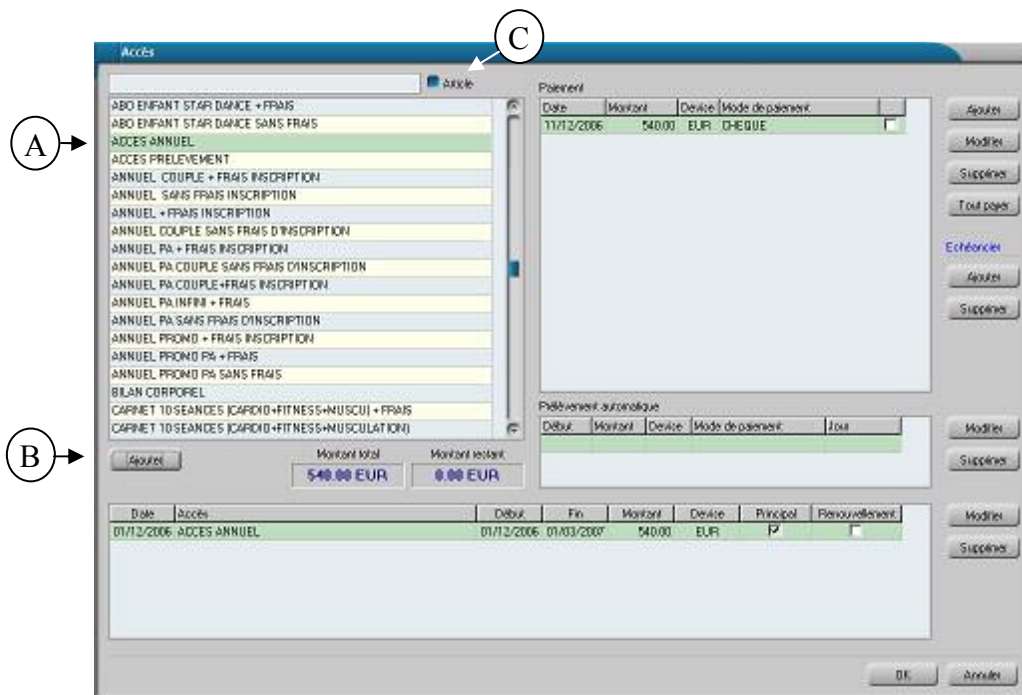 C
Accès
Article
A
ABO ENFANT STAR DANCE + FRAIS
ABO ENFANT STAR DANCE SANS FRAIS
ACCES ANNUEL
ACCES PRELEVEMENT
ANNUEL COUPLE + FRAIS INSCRIPTION
ANNUEL SANS FRAIS INSCRIPTION
ANNUEL + FRAIS INSCRIPTION
ANNUEL COUPLE SANS FRAIS D'INSCRIPTION
ANNUEL PA + FRAIS INSCRIPTION
ANNUEL PA COUPLE SANS FRAIS D'INSCRIPTION
ANNUEL PA COUPLE+FRAIS INSCRIPTION
ANNUEL PA INFINI + FRAIS
ANNUEL PA SANS FRAIS D'INSCRIPTION
ANNUEL PROMO + FRAIS INSCRIPTION
ANNUEL PROMO PA + FRAIS
ANNUEL PROMO PA SANS FRAIS
BILAN CORPOREL
CARNET 10 SEANCES (CARDIO+FITNESS+MUSCU) + FRAIS
CARNET 10 SEANCES (CARDIO+FITNESS+MUSCULATION)
B
Ajouter
Montant total
Montant restant
540.00 EUR
0.00 EUR
Paiement
Date Montant Device Mode de paiement
11/12/2006 540.00 EUR CHEQUE
Ajouter
Modifier
Supprimer
Tout payer
Echéancier
Ajouter
Supprimer
Prélèvement automatique
Début Montant Device Mode de paiement Jour
Modifier
Supprimer
Date Accès Début Fin Montant Device Principal Renouvellement
01/12/2006 ACCES ANNUEL 01/12/2006 01/03/2007 540.00 EUR
Modifier
Supprimer
OK
Annuler